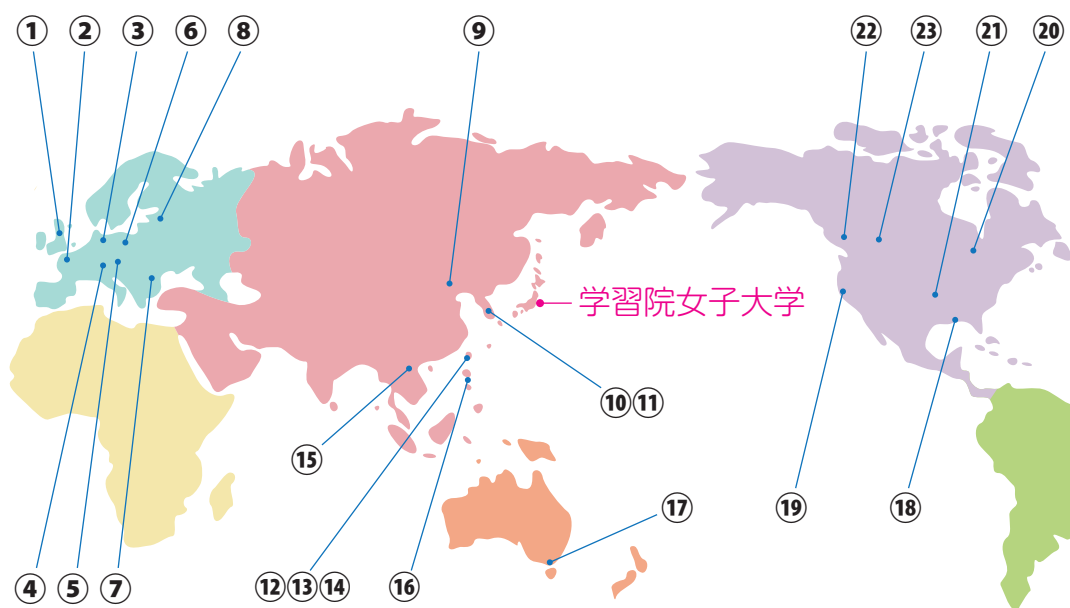 ① ② ③ ⑥ ⑧ ⑨ ㉒ ㉓ ㉑ ⑳
学習院女子大学
⑩⑪
⑮
⑰ ⑲ ⑱
④ ⑤ ⑦ ⑫⑬⑭ ⑯